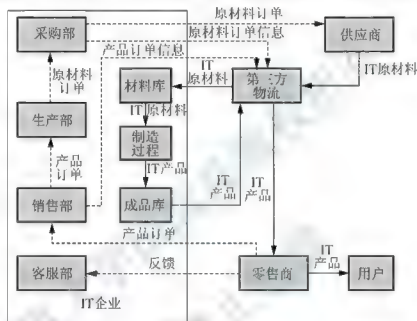 原材料订单
采购部
原材料订单信息
供应商
产品订单信息
原材料
订单
材料库
IT
原材料
第三方
物流
IT原材料
IT原材料
生产部
制造
过程
产品
订单
IT产品
销售部
成品库
IT
产品
IT
产品
产品订单
IT
产品
客服部
反馈
零售商
用户
IT企业